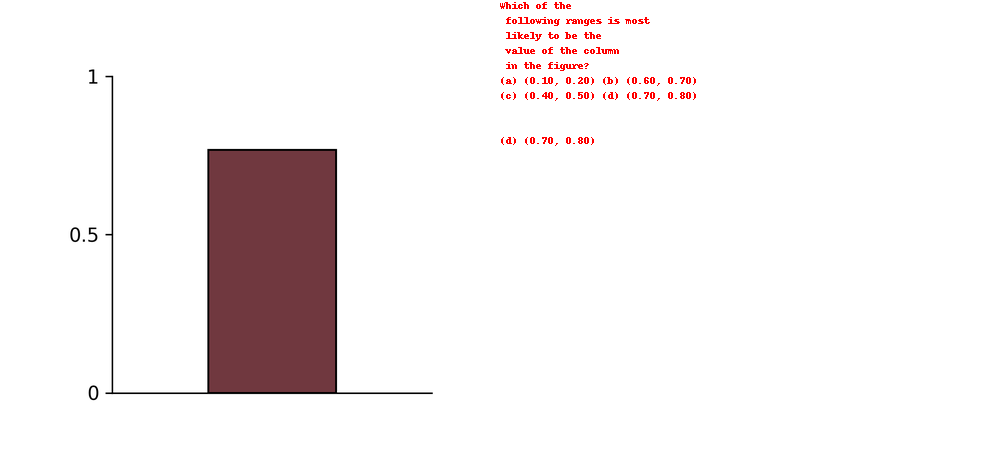 Which of the
following ranges is most
likely to be the
value of the column
in the figure?
(a) (0.10, 0.20) (b) (0.60, 0.70)
(c) (0.40, 0.50) (d) (0.70, 0.80)
(d) (0.70, 0.80)
1
0.5
0